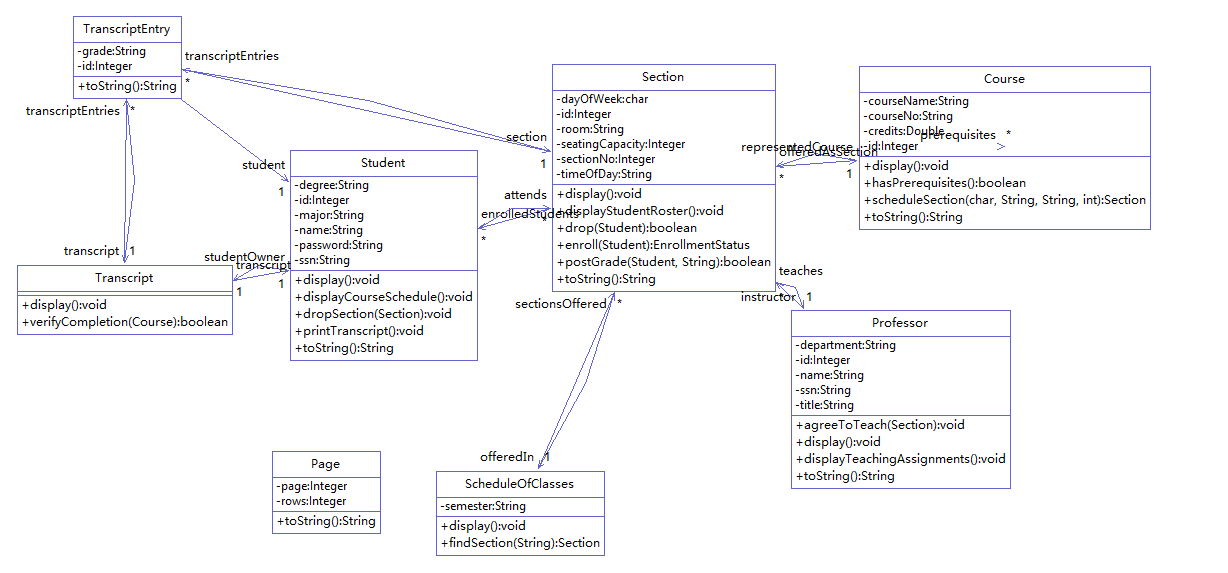 TranscriptEntry
-grade:String
-id:Integer
+toString():String
transcriptEntries
*
transcriptEntries
*
section
1
student
1
transcript
1
Transcript
+display():void
+verifyCompletion(Course):boolean
studentOwner
1
transcript
1
Student
-degree:String
-id:Integer
-major:String
-name:String
-password:String
-ssn:String
+display():void
+displayCourseSchedule():void
+dropSection(Section):void
+printTranscript():void
+toString():String
attends
*
enrolledStudents
*
Section
-dayOfWeek:char
-id:Integer
-room:String
-seatingCapacity:Integer
-sectionNo:Integer
-timeOfDay:String
+display():void
+displayStudentRoster():void
+drop(Student):boolean
+enroll(Student):EnrollmentStatus
+postGrade(Student, String):boolean
+toString():String
representedCourse
1
offeredAsSection
*
Course
-courseName:String
-courseNo:String
-credits:Double
prerequisites
*
-id:Integer
+display():void
+hasPrerequisites():boolean
+scheduleSection(char, String, String, int):Section
+toString():String
teaches
*
instructor
1
Professor
-department:String
-id:Integer
-name:String
-ssn:String
-title:String
+agreeToTeach(Section):void
+display():void
+displayTeachingAssignments():void
+toString():String
sectionsOffered
*
offeredIn
1
ScheduleOfClasses
-semester:String
+display():void
+findSection(String):Section
Page
-page:Integer
-rows:Integer
+toString():String